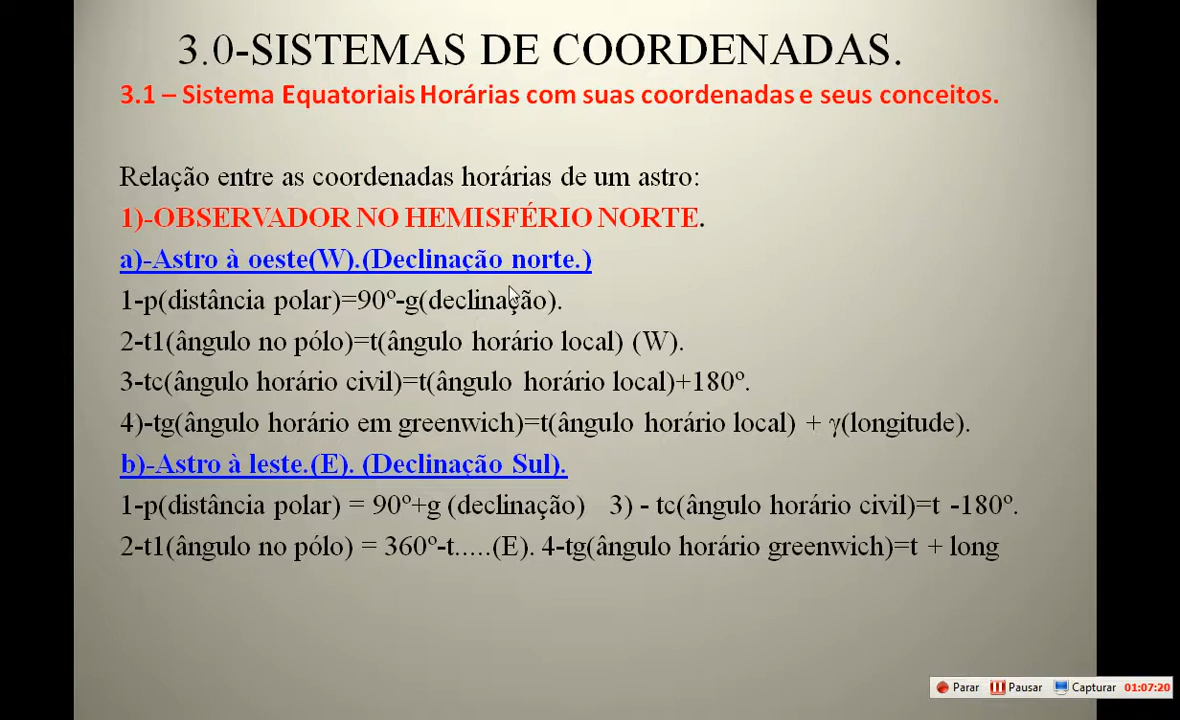 3.0-SISTEMAS DE COORDENADAS.
3.1 – Sistema Equatoriais Horárias com suas coordenadas e seus conceitos.
Relação entre as coordenadas horárias de um astro:
1)-OBSERVADOR NO HEMISFÉRIO NORTE.
a)-Astro à oeste(W).(Declinação norte.)
1-p(distância polar)=90º-g(declinação).
2-t1(ângulo no pólo)=t(ângulo horário local) (W).
3-tc(ângulo horário civil)=t(ângulo horário local)+180º.
4)-tg(ângulo horário em greenwich)=t(ângulo horário local) + γ(longitude).
b)-Astro à leste.(E). (Declinação Sul).
1-p(distância polar) = 90º+g (declinação) 3) - tc(ângulo horário civil)=t -180º.
2-t1(ângulo no pólo) = 360º-t.....(E). 4-tg(ângulo horário greenwich)=t + long
Parar Pausar Capturar 01:07:20